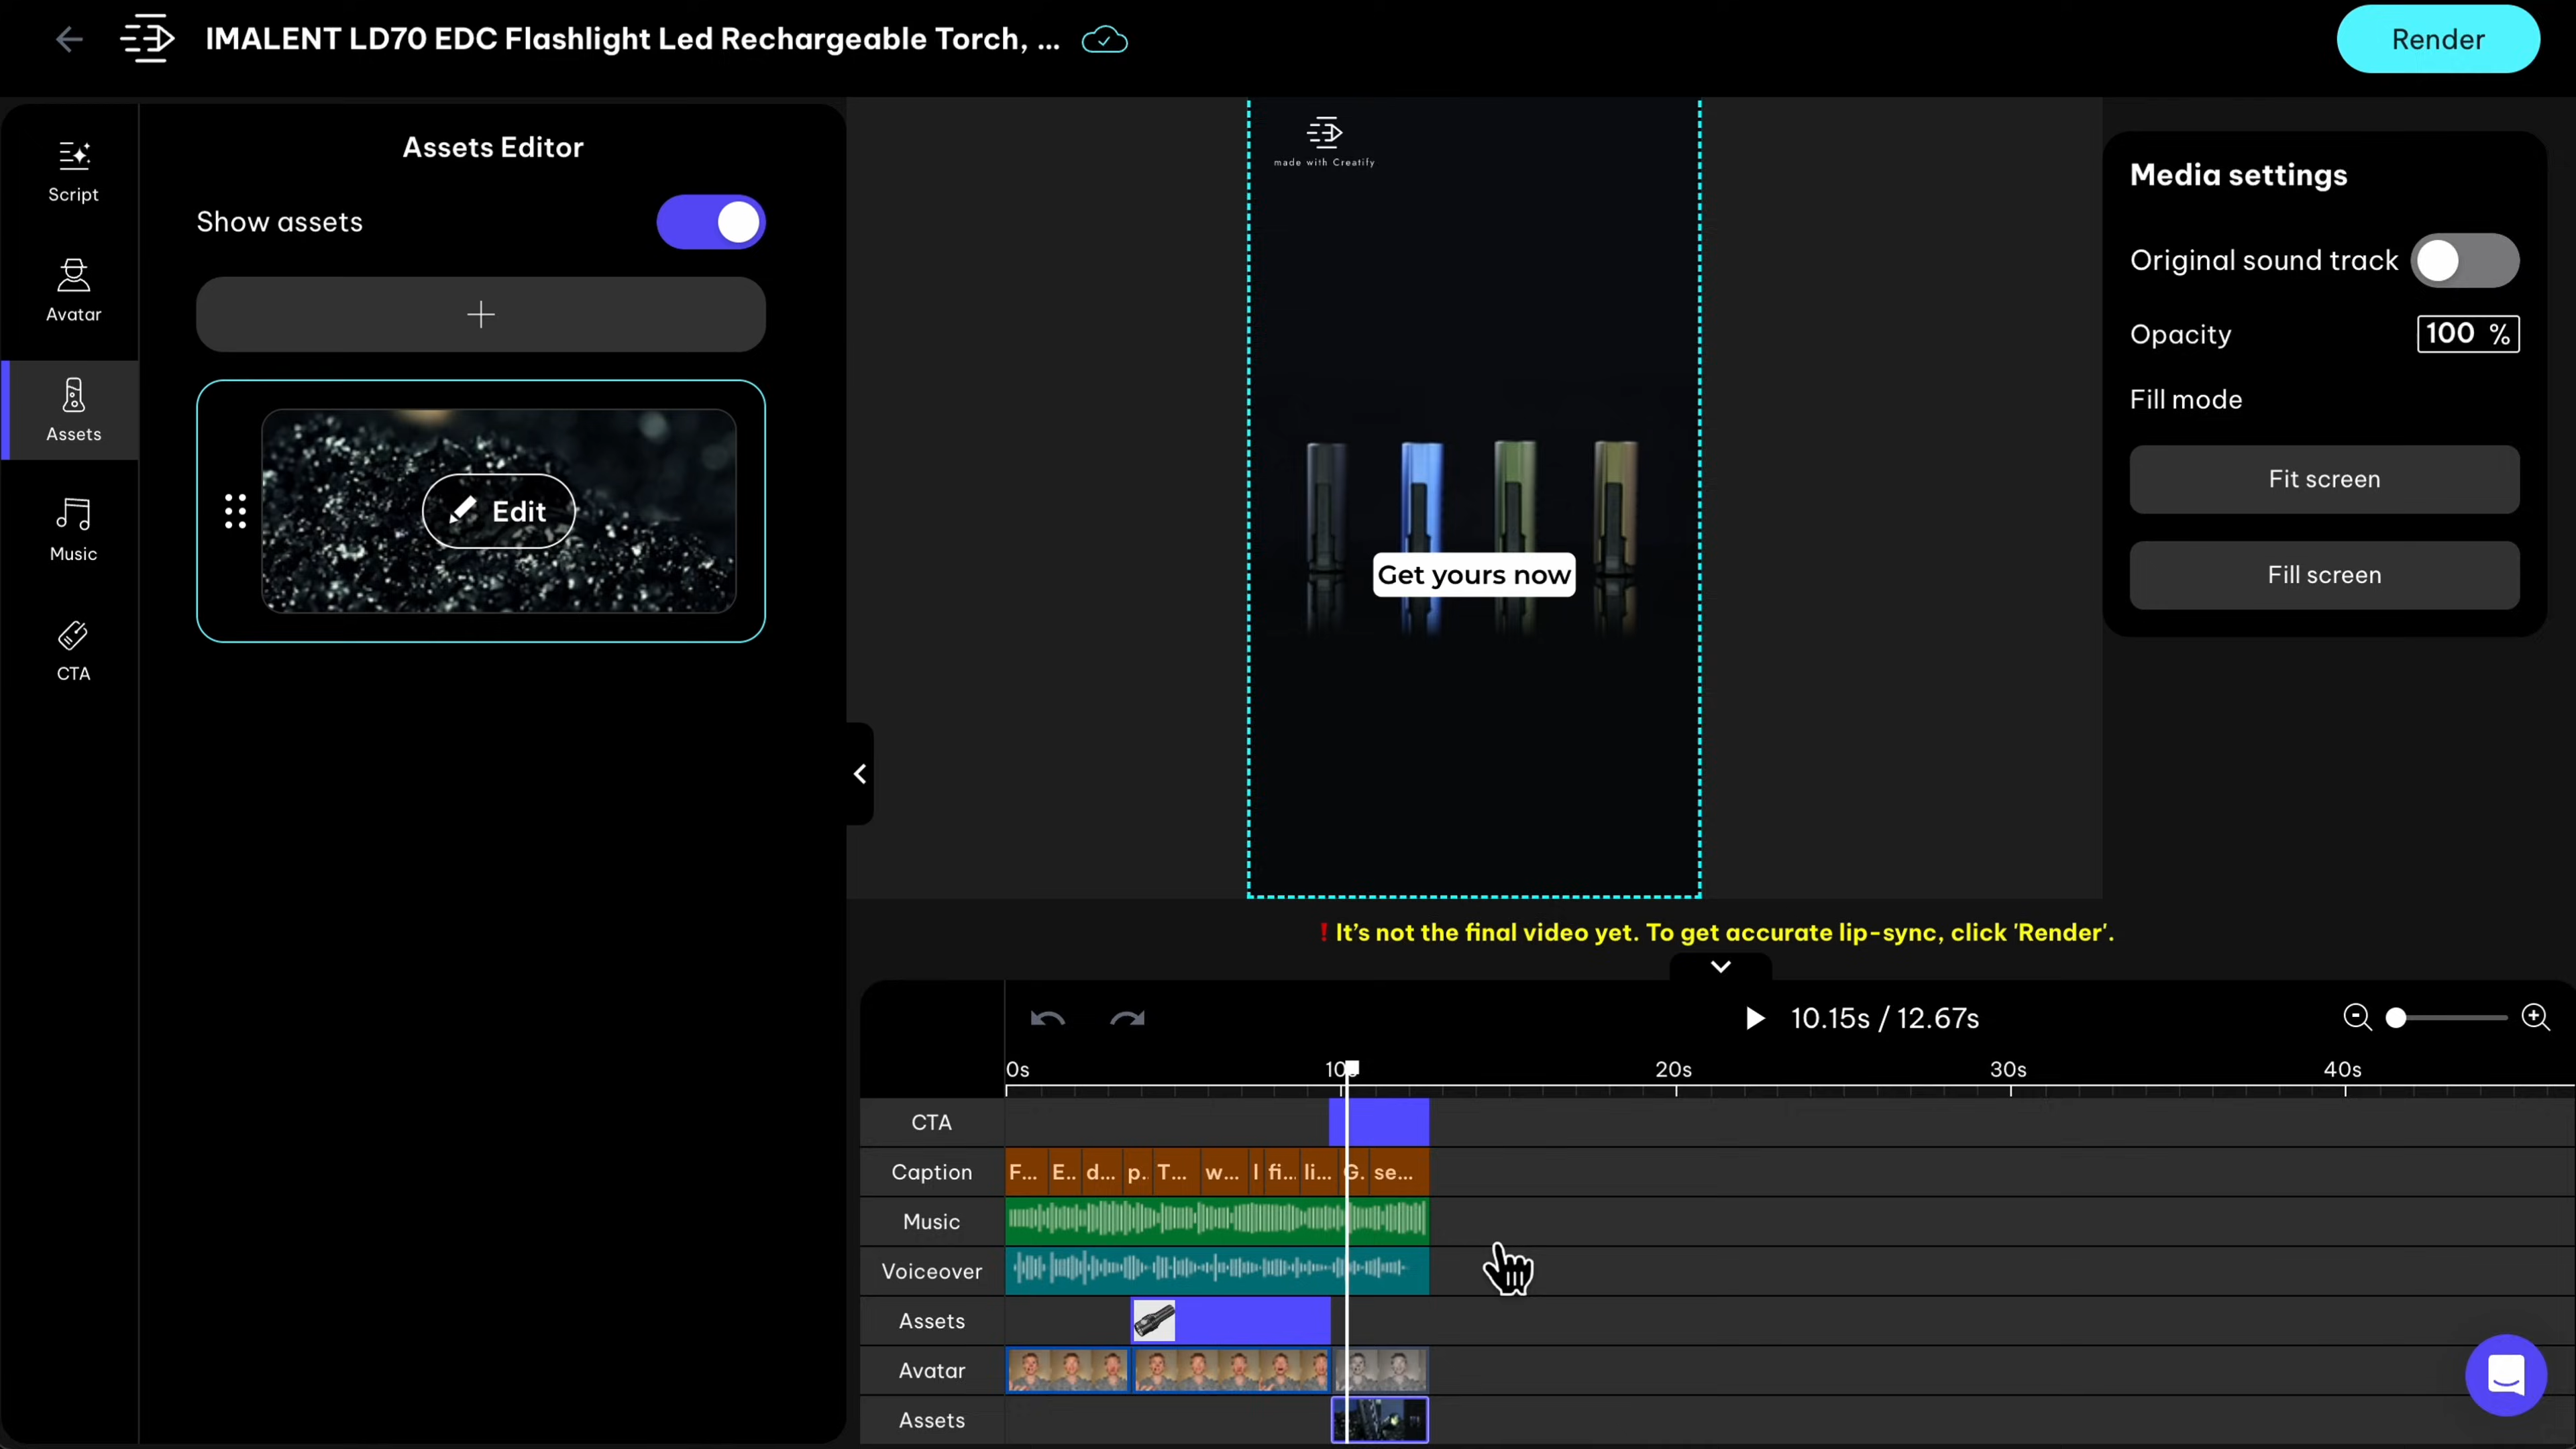 IMALENT LD70 EDC Flashlight Led Rechargeable Torch, ...
Render
Script
Avatar
Assets
Music
CTA
Assets Editor
Show assets
Edit
made with Creatify
Get yours now
Media settings
Original sound track
Opacity
100 %
Fill mode
Fit screen
Fill screen
! It's not the final video yet. To get accurate lip-sync, click 'Render'.
10.15s / 12.67s
0s
10s
20s
30s
40s
CTA
Caption
F... E.. d... p.. T... w... l fi... li... G. se...
Music
Voiceover
Assets
Avatar
Assets